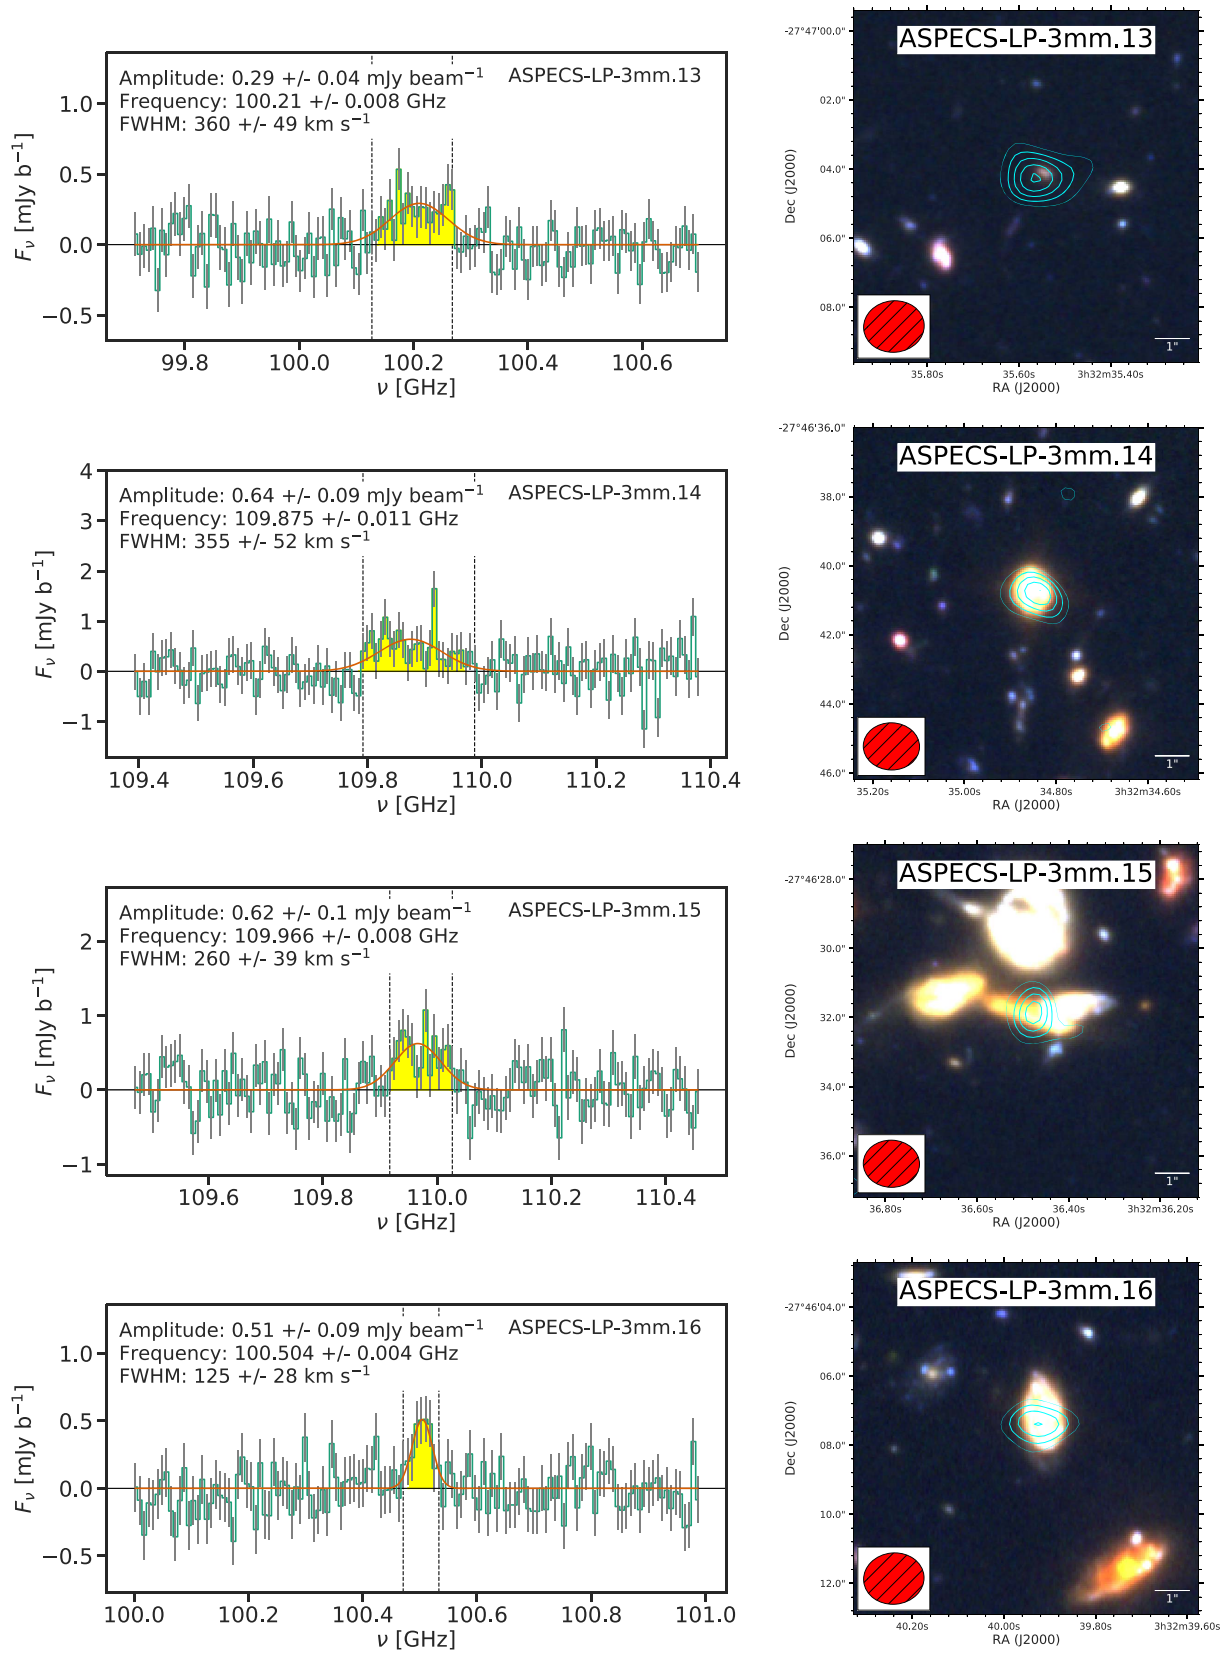 Amplitude: 0.29 +/- 0.04 mJy beam⁻¹ ASPECS-LP-3mm.13
Frequency: 100.21 +/- 0.008 GHz
FWHM: 360 +/- 49 km s⁻¹
1.0
0.5
0.0
−0.5
Fν [mJy b⁻¹]
99.8 100.0 100.2 100.4 100.6
ν [GHz]
ASPECS-LP-3mm.13
-27°47'00.0"
02.0"
04.0"
06.0"
08.0"
Dec (J2000)
1"
35.80s 35.60s 3h32m35.40s
RA (J2000)
Amplitude: 0.64 +/- 0.09 mJy beam⁻¹ ASPECS-LP-3mm.14
Frequency: 109.875 +/- 0.011 GHz
FWHM: 355 +/- 52 km s⁻¹
4
3
2
1
0
−1
Fν [mJy b⁻¹]
109.4 109.6 109.8 110.0 110.2 110.4
ν [GHz]
ASPECS-LP-3mm.14
-27°46'36.0"
38.0"
40.0"
42.0"
44.0"
46.0"
Dec (J2000)
1"
35.20s 35.00s 34.80s 3h32m34.60s
RA (J2000)
Amplitude: 0.62 +/- 0.1 mJy beam⁻¹ ASPECS-LP-3mm.15
Frequency: 109.966 +/- 0.008 GHz
FWHM: 260 +/- 39 km s⁻¹
2
1
0
−1
Fν [mJy b⁻¹]
109.6 109.8 110.0 110.2 110.4
ν [GHz]
ASPECS-LP-3mm.15
-27°46'28.0"
30.0"
32.0"
34.0"
36.0"
Dec (J2000)
1"
36.80s 36.60s 36.40s 3h32m36.20s
RA (J2000)
Amplitude: 0.51 +/- 0.09 mJy beam⁻¹ ASPECS-LP-3mm.16
Frequency: 100.504 +/- 0.004 GHz
FWHM: 125 +/- 28 km s⁻¹
1.0
0.5
0.0
−0.5
Fν [mJy b⁻¹]
100.0 100.2 100.4 100.6 100.8 101.0
ν [GHz]
ASPECS-LP-3mm.16
-27°46'04.0"
06.0"
08.0"
10.0"
12.0"
Dec (J2000)
1"
40.20s 40.00s 39.80s 3h32m39.60s
RA (J2000)